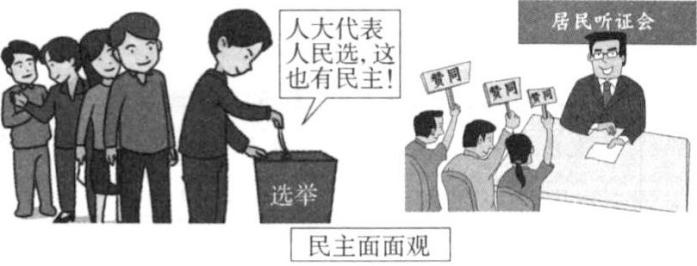 人大代表
人民选，这
也有民主！
选举
居民听证会
赞同
赞同
赞同
民主面面观